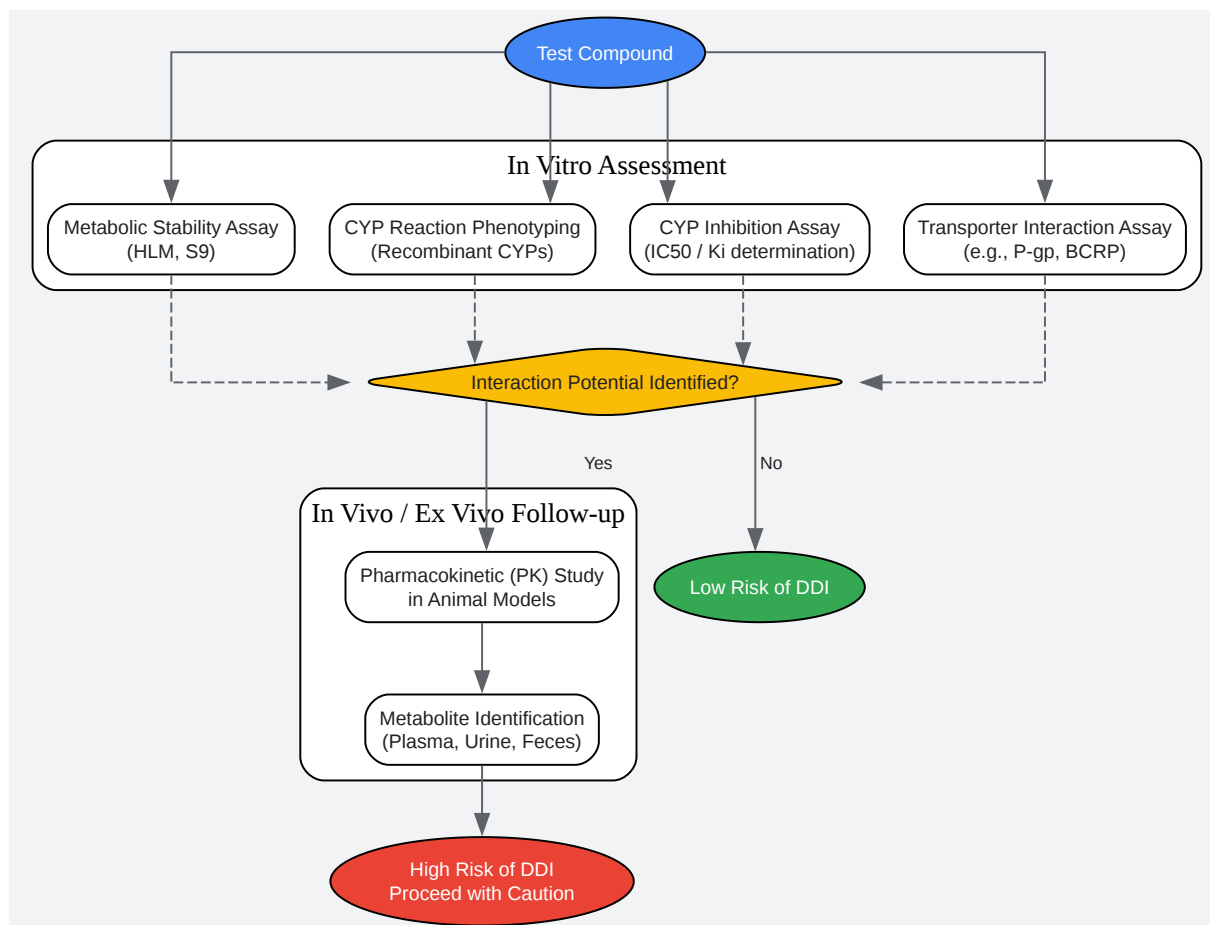 Test Compound
In Vitro Assessment
Metabolic Stability Assay
(HLM, S9)
CYP Reaction Phenotyping
(Recombinant CYPs)
CYP Inhibition Assay
(IC50 / Ki determination)
Transporter Interaction Assay
(e.g., P-gp, BCRP)
Interaction Potential Identified?
Yes
No
In Vivo / Ex Vivo Follow-up
Pharmacokinetic (PK) Study
in Animal Models
Low Risk of DDI
Metabolite Identification
(Plasma, Urine, Feces)
High Risk of DDI
Proceed with Caution